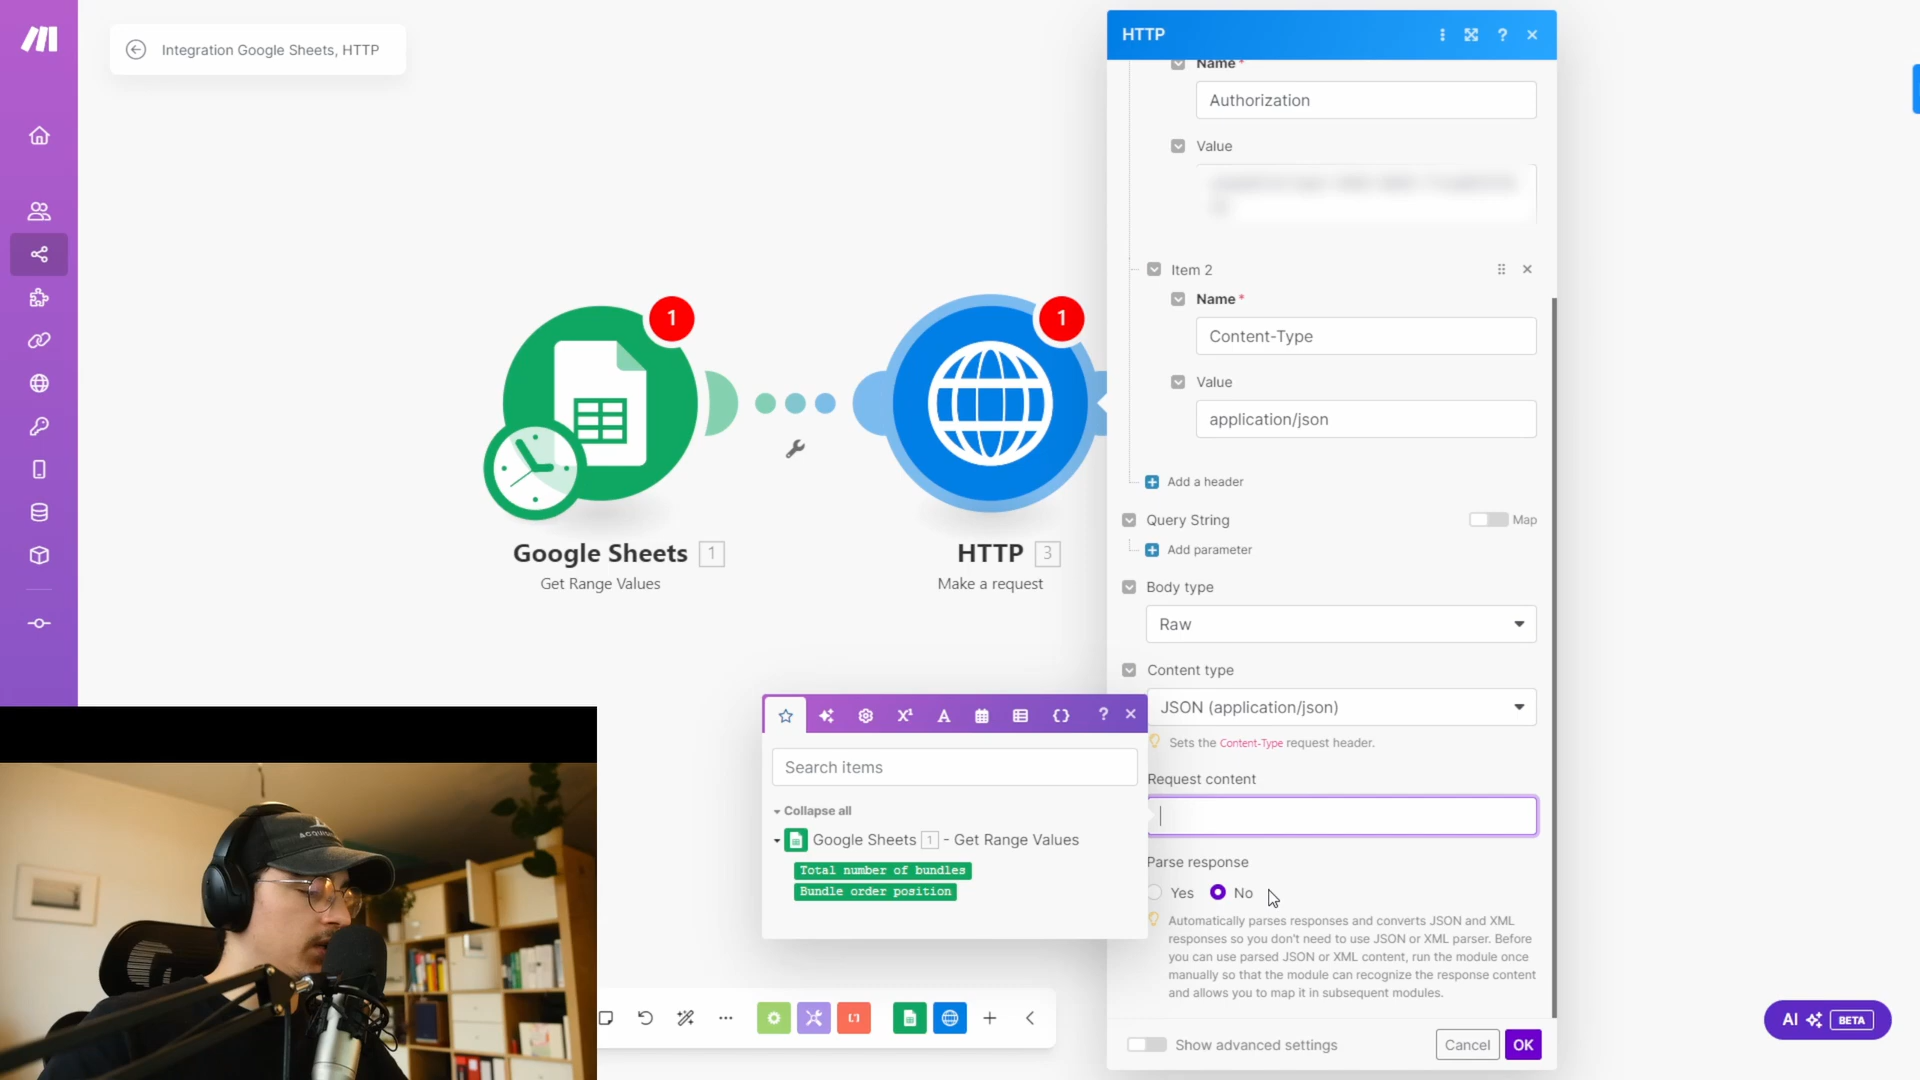 Integration Google Sheets, HTTP
HTTP
Name *
Authorization
Value
Item 2
Name *
Content-Type
Value
application/json
Add a header
Query String
Map
Add parameter
Body type
Raw
Content type
JSON (application/json)
Sets the Content-Type request header.
Request content
Parse response
Yes
No
Automatically parses responses and converts JSON and XML
responses so you don't need to use JSON or XML parser. Before
you can use parsed JSON or XML content, run the module once
manually so that the module can recognize the response content
and allows you to map it in subsequent modules.
Show advanced settings
Cancel
OK
1
1
Google Sheets 1
Get Range Values
HTTP 3
Make a request
Search items
Collapse all
Google Sheets 1 - Get Range Values
Total number of bundles
Bundle order position
AI BETA